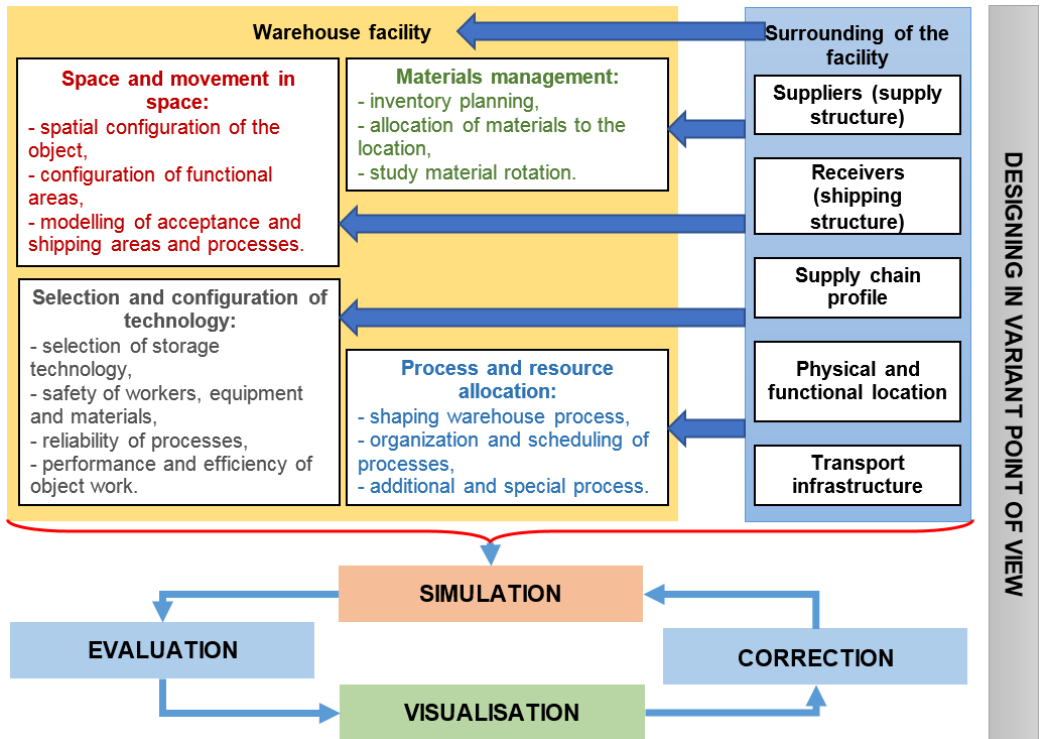 Warehouse facility
Space and movement in
space:
- spatial configuration of the
object,
- configuration of functional
areas,
- modelling of acceptance and
shipping areas and processes.
Materials management:
- inventory planning,
- allocation of materials to the
location,
- study material rotation.
Selection and configuration of
technology:
- selection of storage
technology,
- safety of workers, equipment
and materials,
- reliability of processes,
- performance and efficiency of
object work.
Process and resource
allocation:
- shaping warehouse process,
- organization and scheduling of
processes,
- additional and special process.
Surrounding of the
facility
Suppliers (supply
structure)
Receivers
(shipping
structure)
Supply chain
profile
Physical and
functional location
Transport
infrastructure
DESIGNING IN VARIANT POINT OF VIEW
SIMULATION
EVALUATION
CORRECTION
VISUALISATION